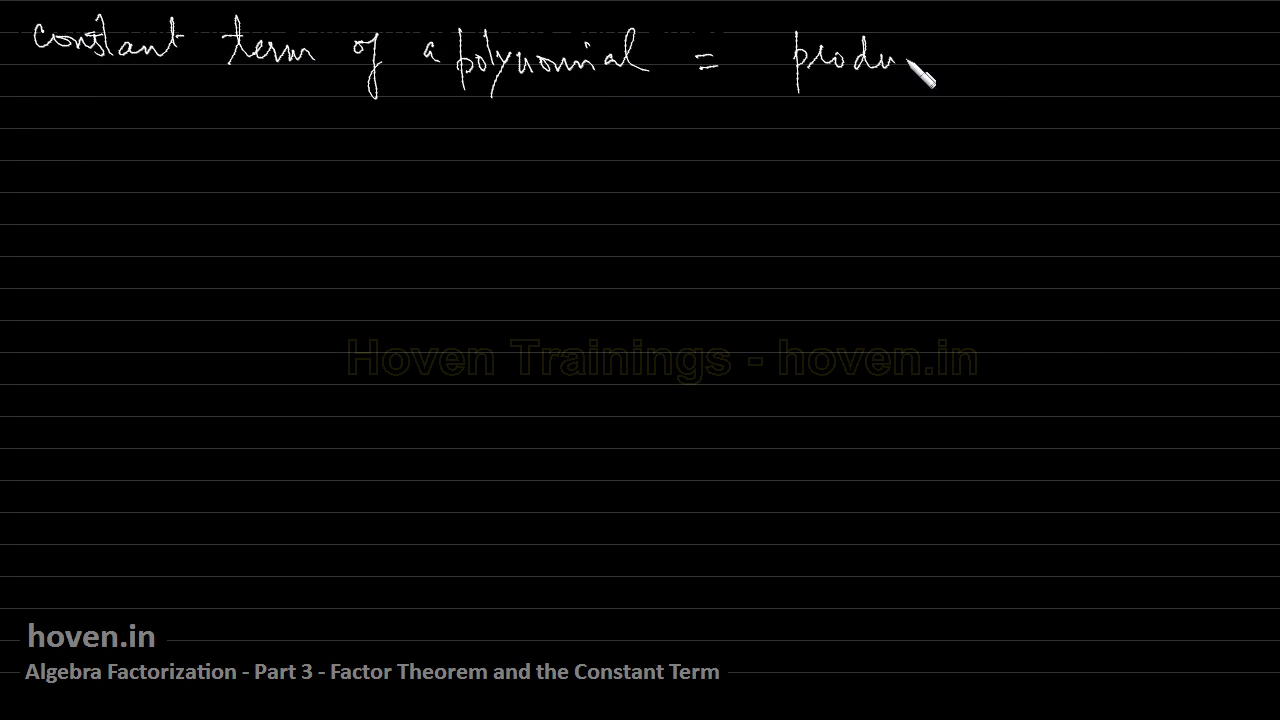 constant term of a polynomial = produ
Hoven Trainings - hoven.in
hoven.in
Algebra Factorization - Part 3 - Factor Theorem and the Constant Term